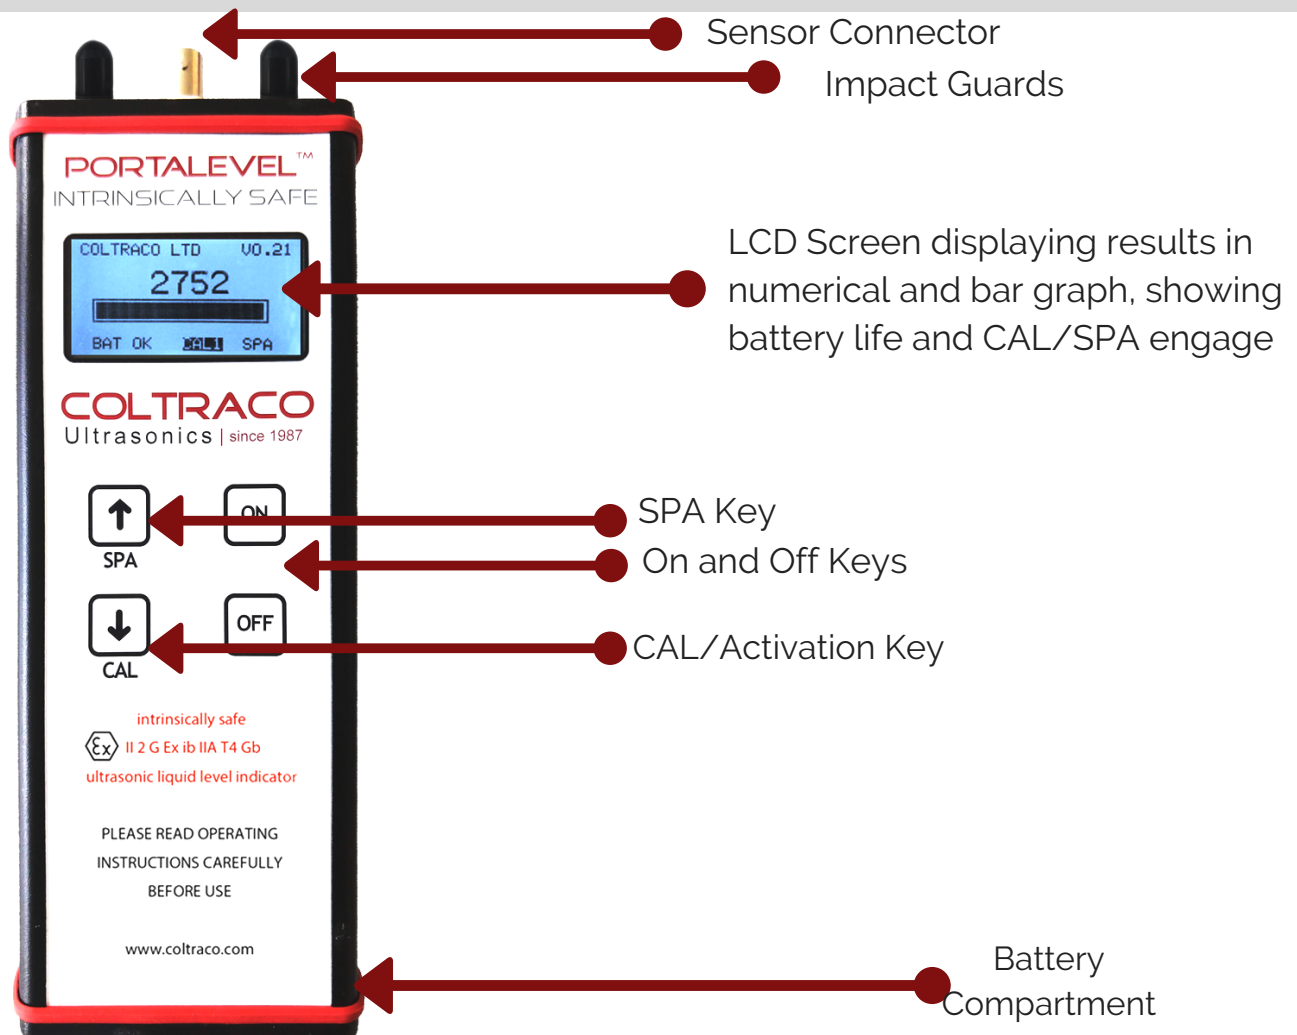 Sensor Connector
Impact Guards
PORTALEVEL™
INTRINSICALLY SAFE
COLTRACO LTD V0.21
2752
BAT OK CAL1 SPA
LCD Screen displaying results in
numerical and bar graph, showing
battery life and CAL/SPA engage
COLTRACO
Ultrasonics | since 1987
ON
SPA
SPA Key
On and Off Keys
OFF
CAL
CAL/Activation Key
intrinsically safe
Ex II 2 G Ex ib IIA T4 Gb
ultrasonic liquid level indicator
PLEASE READ OPERATING
INSTRUCTIONS CAREFULLY
BEFORE USE
www.coltraco.com
Battery
Compartment